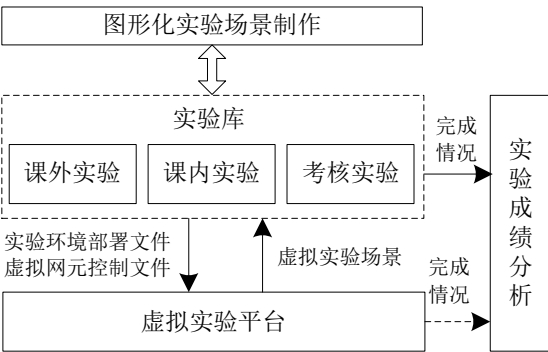 图形化实验场景制作
实验库
完成
情况
课外实验
课内实验
考核实验
实验成绩分析
实验环境部署文件
虚拟网元控制文件
虚拟实验场景
完成
情况
虚拟实验平台